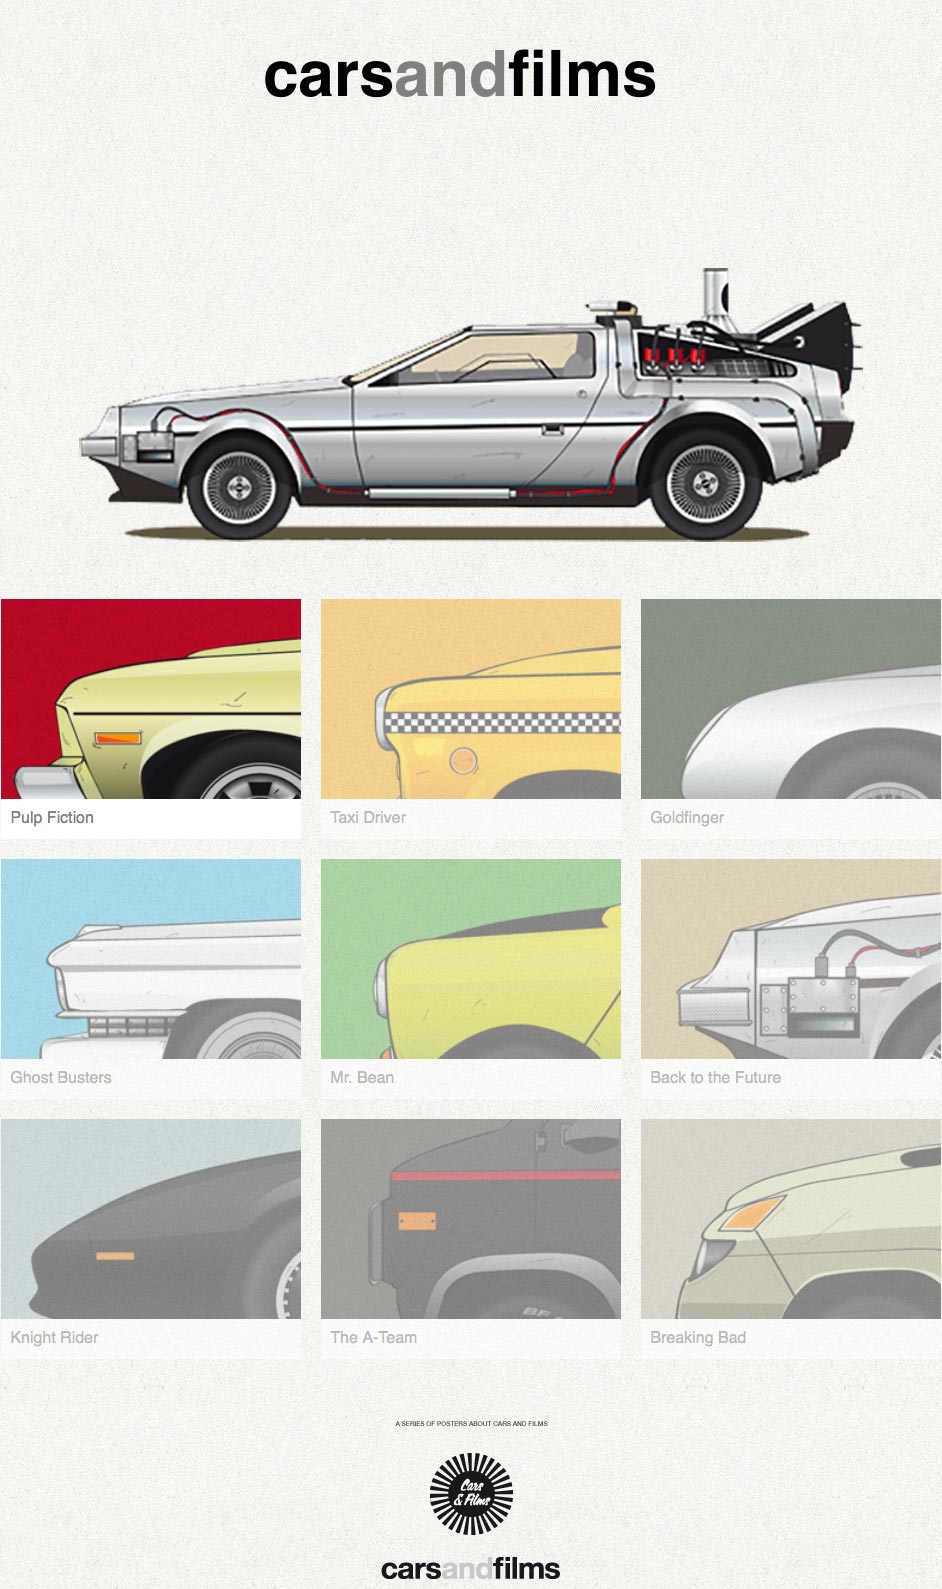 carsandfilms
Pulp Fiction
Taxi Driver
Goldfinger
Ghost Busters
Mr. Bean
Back to the Future
Knight Rider
The A-Team
BF
Breaking Bad
A SERIES OF POSTERS ABOUT CARS AND FILMS
Cars
& Films
carsandfilms